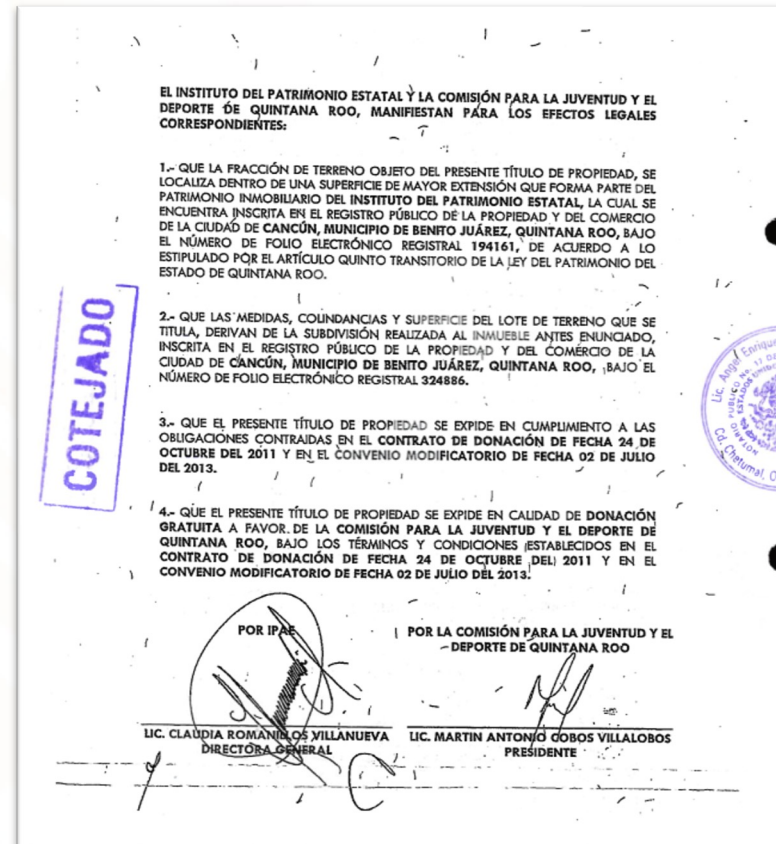 EL INSTITUTO DEL PATRIMONIO ESTATAL Y LA COMISIÓN PARA LA JUVENTUD Y EL
DEPORTE DE QUINTANA ROO, MANIFIESTAN PARA LOS EFECTOS LEGALES
CORRESPONDIENTES:
1.- QUE LA FRACCIÓN DE TERRENO OBJETO DEL PRESENTE TÍTULO DE PROPIEDAD, SE
LOCALIZA DENTRO DE UNA SUPERFICIE DE MAYOR EXTENSIÓN QUE FORMA PARTE DEL
PATRIMONIO INMOBILIARIO DEL INSTITUTO DEL PATRIMONIO ESTATAL, LA CUAL SE
ENCUENTRA INSCRITA EN EL REGISTRO PÚBLICO DE LA PROPIEDAD Y DEL COMERCIO
DE LA CIUDAD DE CANCÚN, MUNICIPIO DE BENITO JUÁREZ, QUINTANA ROO, BAJO
EL NÚMERO DE FOLIO ELECTRÓNICO REGISTRAL 194161, DE ACUERDO A LO
ESTIPULADO POR EL ARTÍCULO QUINTO TRANSITORIO DE LA LEY DEL PATRIMONIO DEL
ESTADO DE QUINTANA ROO.
2.- QUE LAS MEDIDAS, COLINDANCIAS Y SUPERFICIE DEL LOTE DE TERRENO QUE SE
TITULA, DERIVAN DE LA SUBDIVISIÓN REALIZADA AL INMUEBLE ANTES ENUNCIADO,
INSCRITA EN EL REGISTRO PÚBLICO DE LA PROPIEDAD Y DEL COMERCIO DE LA
CIUDAD DE CANCÚN, MUNICIPIO DE BENITO JUÁREZ, QUINTANA ROO, BAJO EL
NÚMERO DE FOLIO ELECTRÓNICO REGISTRAL 324886.
3.- QUE EL PRESENTE TÍTULO DE PROPIEDAD SE EXPIDE EN CUMPLIMIENTO A LAS
OBLIGACIONES CONTRAIDAS EN EL CONTRATO DE DONACIÓN DE FECHA 24 DE
OCTUBRE DEL 2011 Y EN EL CONVENIO MODIFICATORIO DE FECHA 02 DE JULIO
DEL 2013.
4.- QUE EL PRESENTE TÍTULO DE PROPIEDAD SE EXPIDE EN CALIDAD DE DONACIÓN
GRATUITA A FAVOR DE LA COMISIÓN PARA LA JUVENTUD Y EL DEPORTE DE
QUINTANA ROO, BAJO LOS TÉRMINOS Y CONDICIONES ESTABLECIDOS EN EL
CONTRATO DE DONACIÓN DE FECHA 24 DE OCTUBRE DEL 2011 Y EN EL
CONVENIO MODIFICATORIO DE FECHA 02 DE JULIO DEL 2013.
POR IPAE
LIC. CLAUDIA ROMANILLOS VILLANUEVA
DIRECTORA GENERAL
POR LA COMISIÓN PARA LA JUVENTUD Y EL
DEPORTE DE QUINTANA ROO
LIC. MARTIN ANTONIO COBOS VILLALOBOS
PRESIDENTE
COTEJADO
Lic. Angel Enrique
NOTARIO PUBLICO No. 17
ESTADOS
Cd. Chetumal,